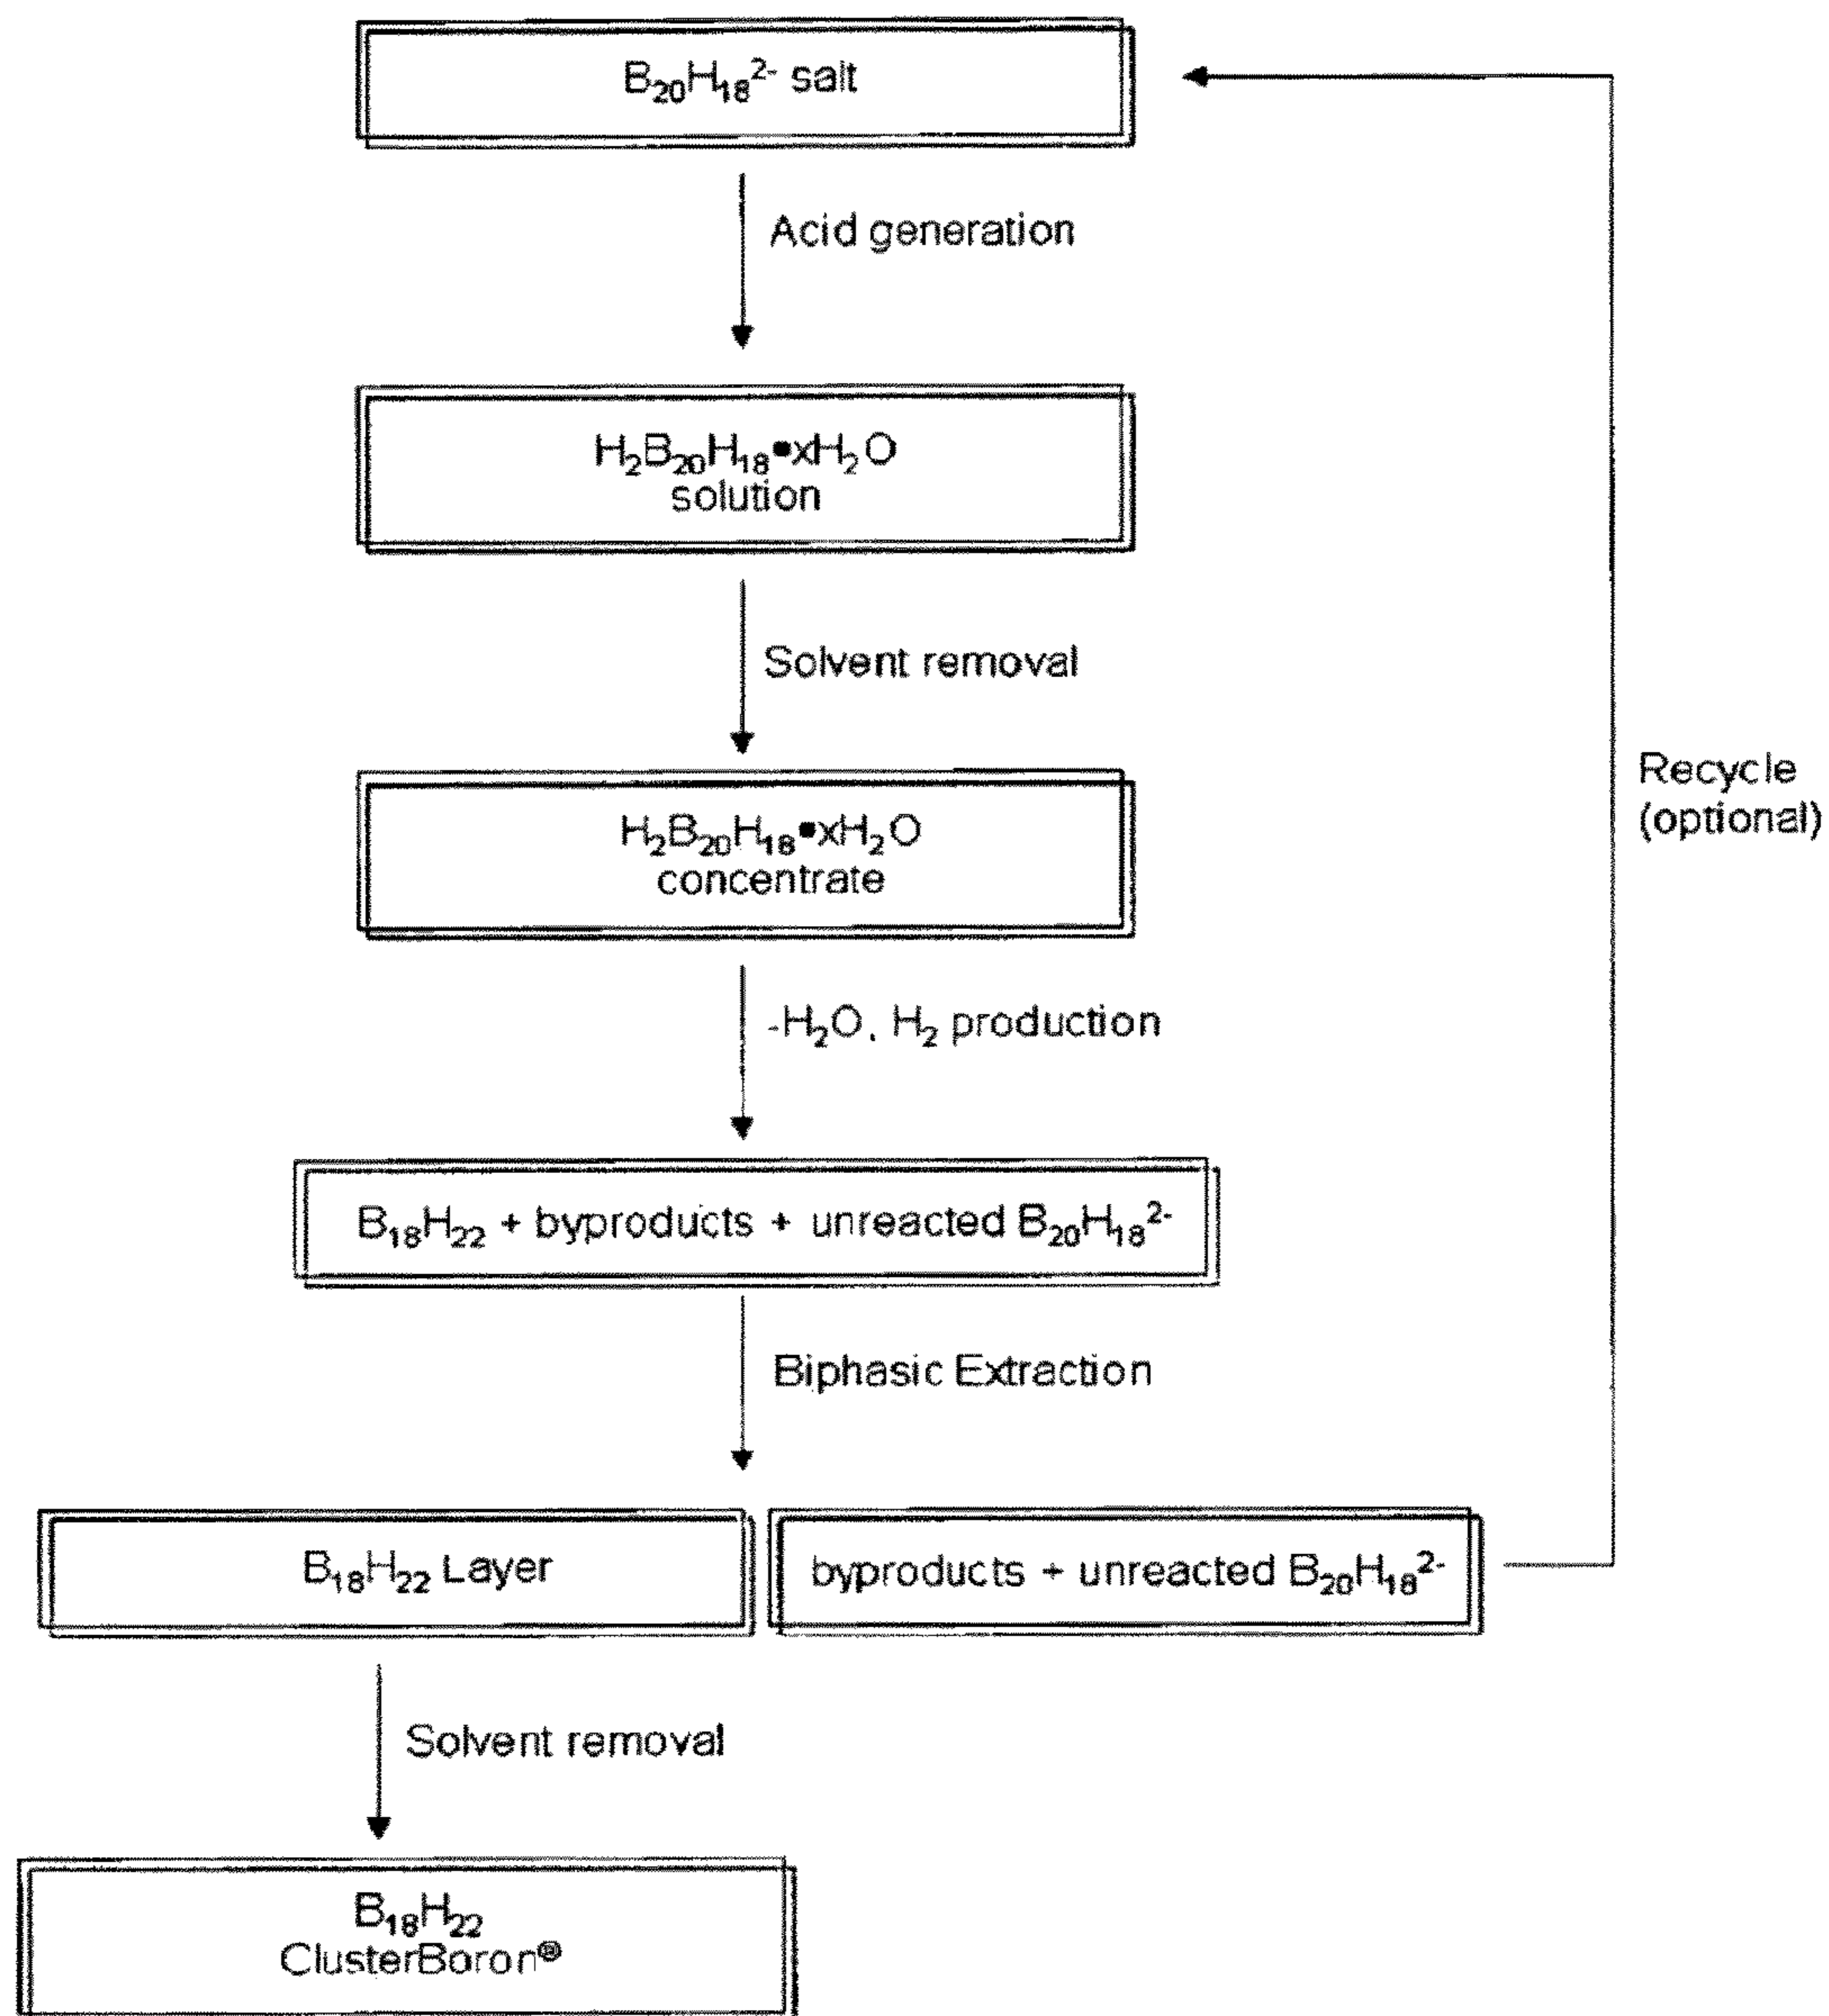 B₂₀H₁₈²⁻ salt
Acid generation
H₂B₂₀H₁₈•xH₂O
solution
Solvent removal
H₂B₂₀H₁₈•xH₂O
concentrate
Recycle
(optional)
-H₂O, H₂ production
B₁₈H₂₂ + byproducts + unreacted B₂₀H₁₈²⁻
Biphasic Extraction
B₁₈H₂₂ Layer
byproducts + unreacted B₂₀H₁₈²⁻
Solvent removal
B₁₈H₂₂
ClusterBoron®